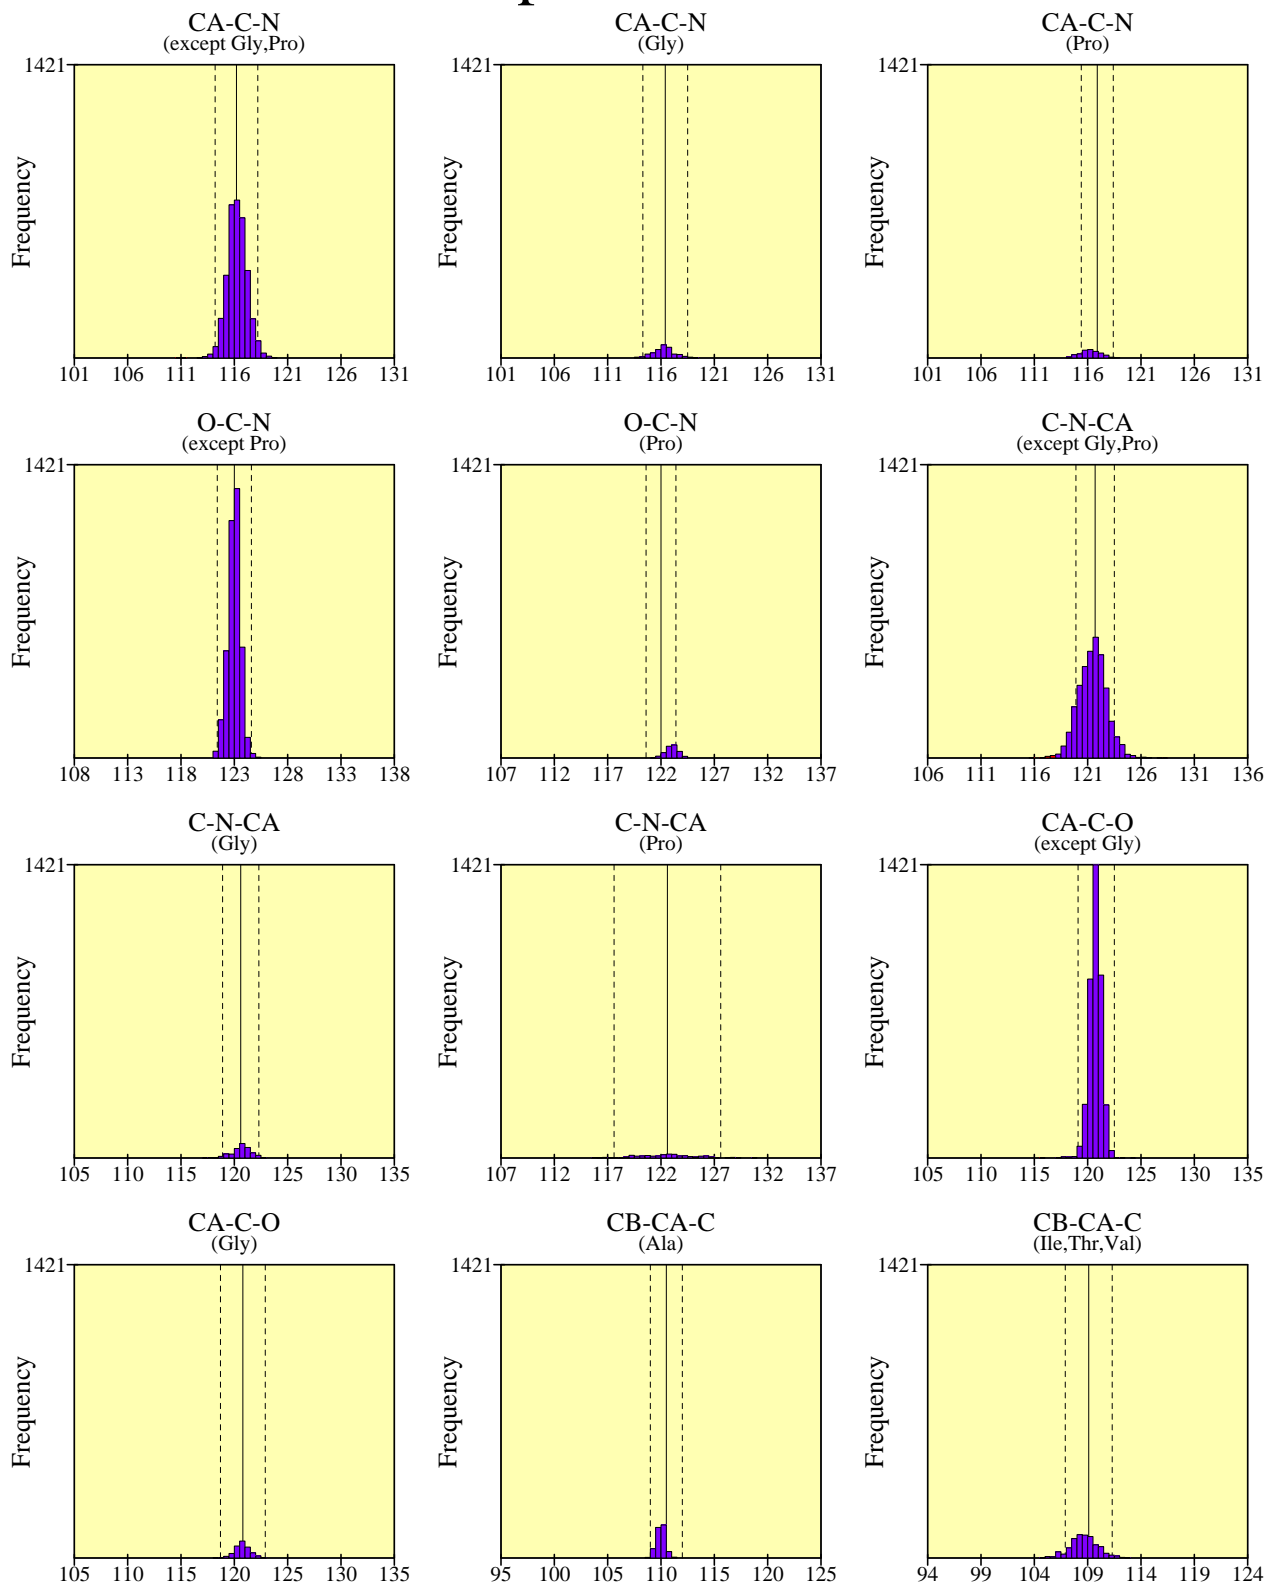 CA-C-N CA-C-N CA-C-N
(except Gly,Pro) (Gly) (Pro)
1421 1421 1421
Frequency Frequency Frequency
101 106 111 116 121 126 131 101 106 111 116 121 126 131 101 106 111 116 121 126 131
O-C-N O-C-N C-N-CA
(except Pro) (Pro) (except Gly,Pro)
1421 1421 1421
Frequency Frequency Frequency
108 113 118 123 128 133 138 107 112 117 122 127 132 137 106 111 116 121 126 131 136
C-N-CA C-N-CA CA-C-O
(Gly) (Pro) (except Gly)
1421 1421 1421
Frequency Frequency Frequency
105 110 115 120 125 130 135 107 112 117 122 127 132 137 105 110 115 120 125 130 135
CA-C-O CB-CA-C CB-CA-C
(Gly) (Ala) (Ile,Thr,Val)
1421 1421 1421
Frequency Frequency Frequency
105 110 115 120 125 130 135 95 100 105 110 115 120 125 94 99 104 109 114 119 124